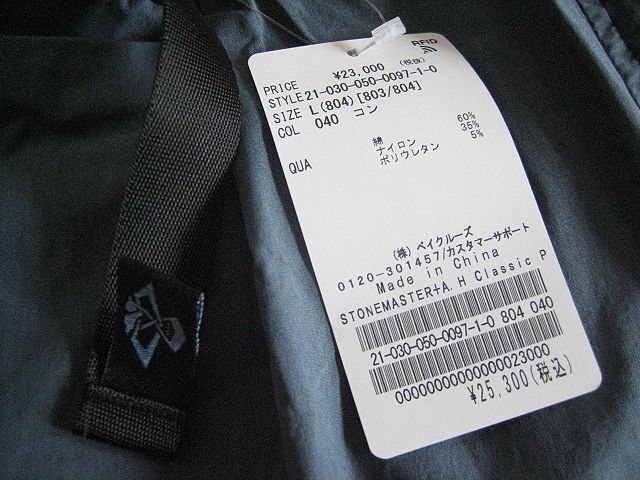 RFID
PRICE ¥23,000 (税抜)
STYLE 21-030-050-0097-1-0
SIZE L(804)[803/804]
COL 040 コン
QUA 綿 60%
ナイロン 35%
ポリウレタン 5%
(株) ベイクルーズ
0120-301457/カスタマーサポート
Made in China
STONEMASTER+A. H Classic P
21-030-050-0097-1-0 804 040
00000000000000023000
¥25,300(税込)